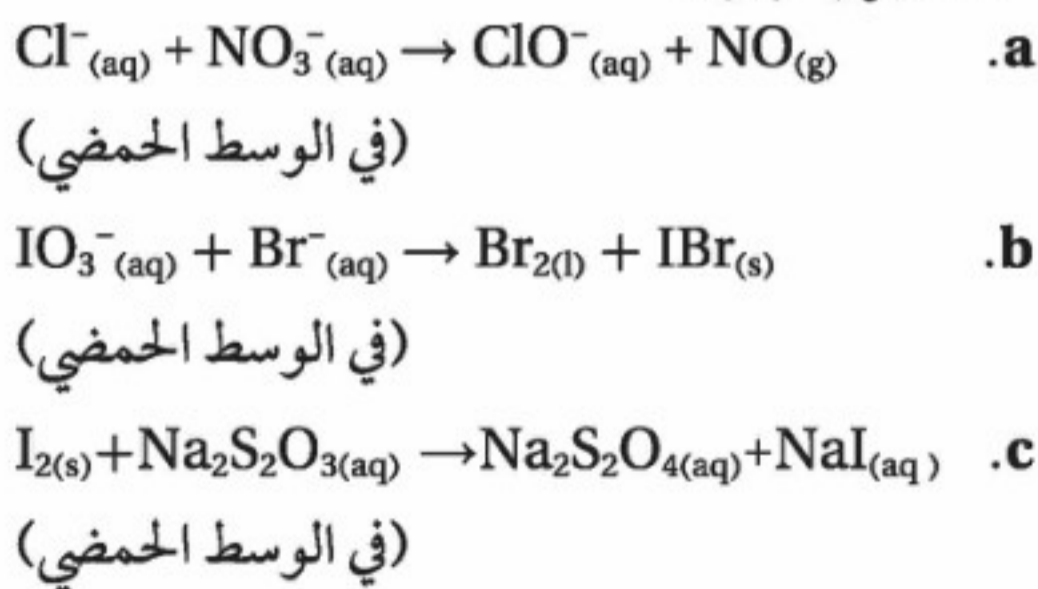 .a Cl⁻(aq) + NO₃⁻(aq) → ClO⁻(aq) + NO(g)
(في الوسط الحمضي)
.b IO₃⁻(aq) + Br⁻(aq) → Br₂(l) + IBr(s)
(في الوسط الحمضي)
.c I₂(s)+Na₂S₂O₃(aq) →Na₂S₂O₄(aq)+NaI(aq )
(في الوسط الحمضي)